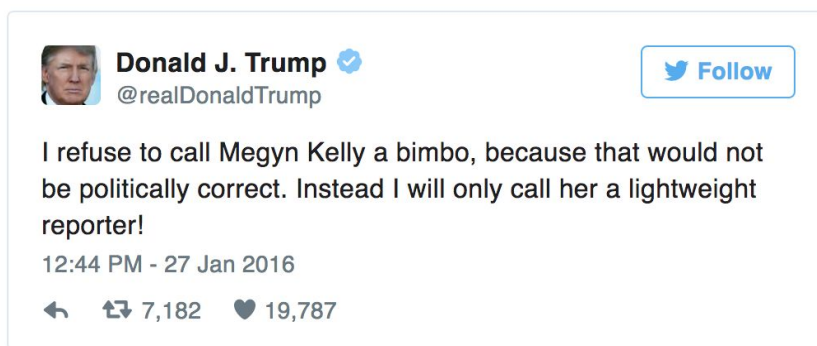 Donald J. Trump
@realDonaldTrump
Follow
I refuse to call Megyn Kelly a bimbo, because that would not
be politically correct. Instead I will only call her a lightweight
reporter!
12:44 PM - 27 Jan 2016
7,182 19,787